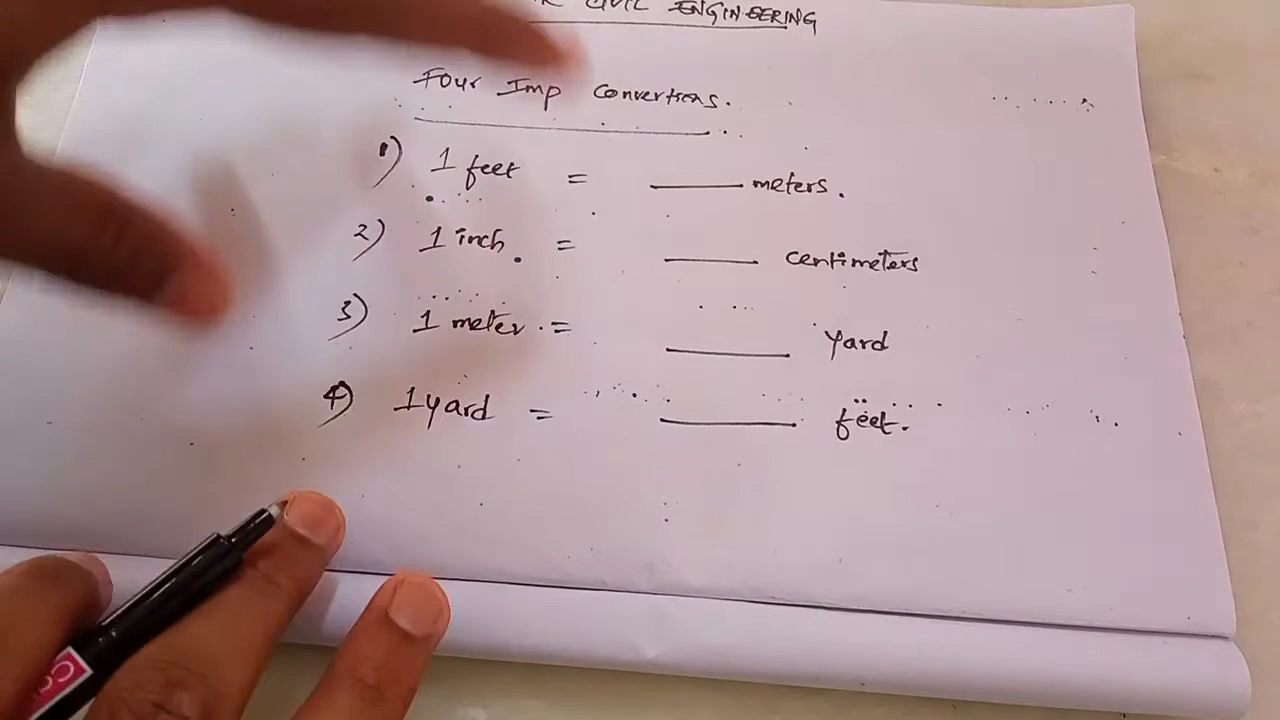 CIVIL ENGINEERING
Four Imp Convertions.
1) 1 feet = ______ meters.
2) 1 inch. = ______ centimeters
3) 1 meter. = ______ yard
4) 1 yard = ______ feet.